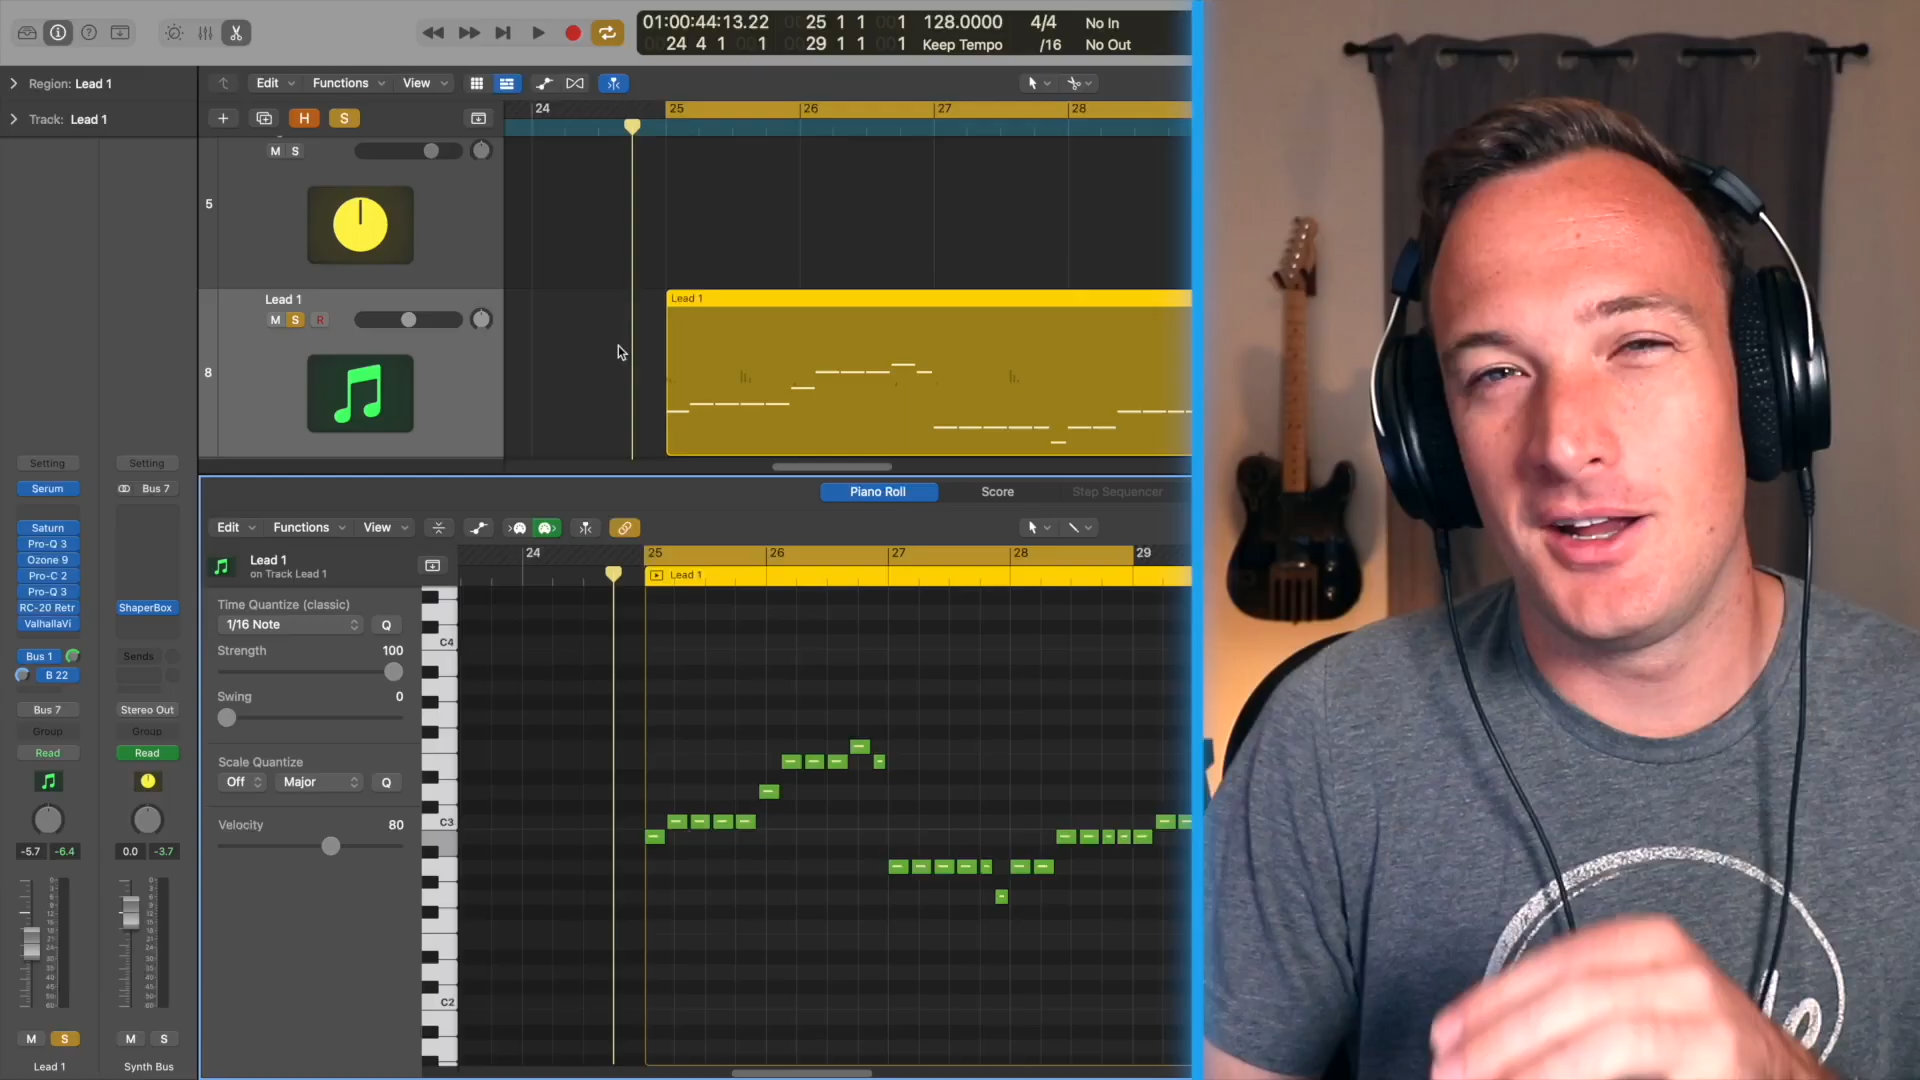 01:00:44:13.22 25 1 1 1 128.0000 4/4 No In
24 4 1 1 29 1 1 1 Keep Tempo /16 No Out
Region: Lead 1
Track: Lead 1
Edit Functions View
H S
24 25 26 27 28
M S
5
Lead 1
M S R
8
Lead 1
Piano Roll Score Step Sequencer
Edit Functions View
24 25 26 27 28 29
Lead 1
on Track Lead 1
Lead 1
Time Quantize (classic)
1/16 Note Q
Strength 100
Swing 0
Scale Quantize
Off Major Q
Velocity 80
C4
C3
C2
Setting Setting
Serum Bus 7
Saturn
Pro-Q 3
Ozone 9
Pro-C 2
Pro-Q 3
RC-20 Retr ShaperBox
ValhallaVi
Bus 1 Sends
B 22
Bus 7 Stereo Out
Group Group
Read Read
-5.7 -6.4 0.0 -3.7
M S M S
Lead 1 Synth Bus